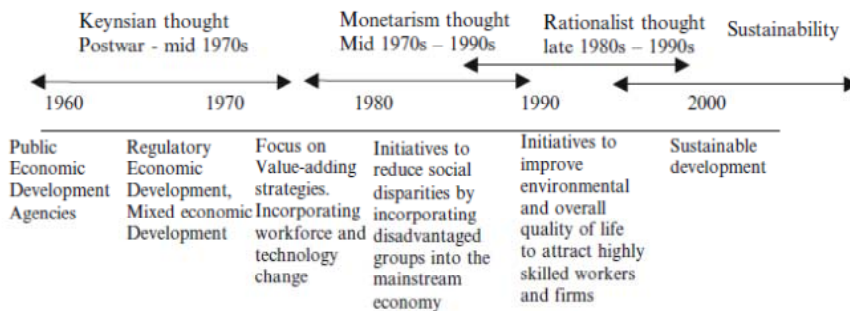 Keynsian thought
Postwar - mid 1970s
Monetarism thought
Mid 1970s – 1990s
Rationalist thought
late 1980s – 1990s
Sustainability
1960
1970
1980
1990
2000
Public
Economic
Development
Agencies
Regulatory
Economic
Development,
Mixed economic
Development
Focus on
Value-adding
strategies.
Incorporating
workforce and
technology
change
Initiatives to
reduce social
disparities by
incorporating
disadvantaged
groups into the
mainstream
economy
Initiatives to
improve
environmental
and overall
quality of life
to attract highly
skilled workers
and firms
Sustainable
development